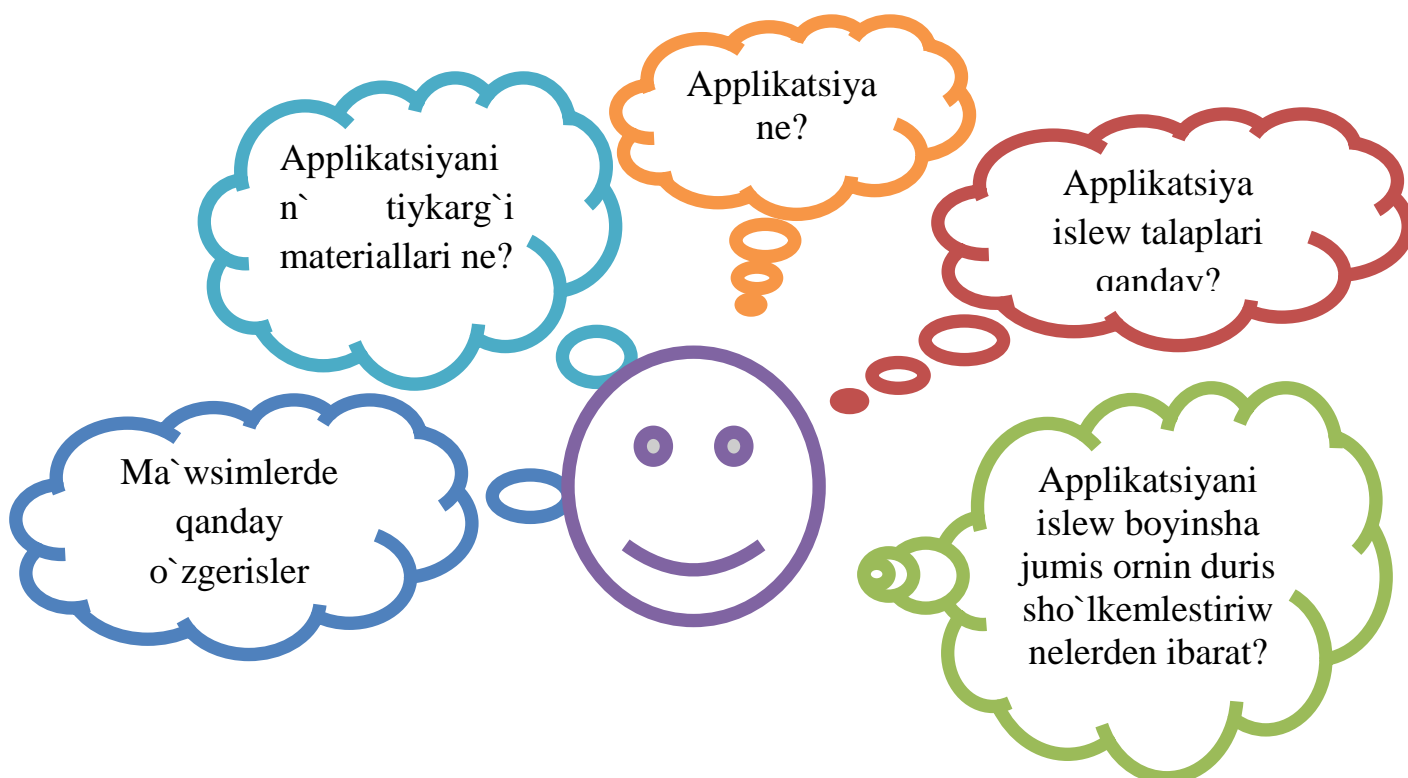 Applikatsiya
ne?
Applikatsiyani
n` tiykarg`i
materiallari ne?
Applikatsiya
islew talaplari
qanday?
Ma`wsimlerde
qanday
o`zgerisler
Applikatsiyani
islew boyinsha
jumis ornin duris
sho`lkemlestiriw
nelerden ibarat?